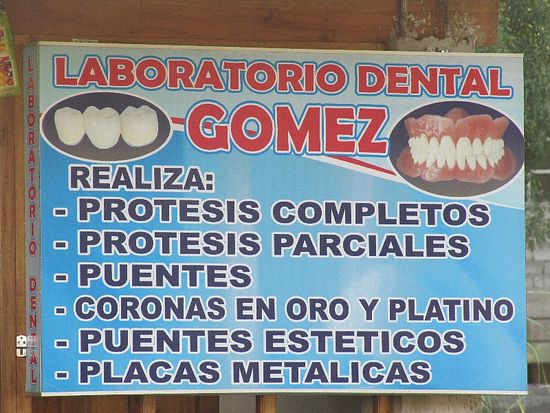 LABORATORIO DENTAL
GOMEZ
REALIZA:
- PROTESIS COMPLETOS
- PROTESIS PARCIALES
- PUENTES
- CORONAS EN ORO Y PLATINO
- PUENTES ESTETICOS
- PLACAS METALICAS
LABORATORIO DENTAL